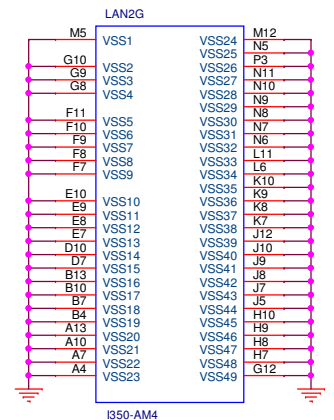 LAN2G
M5 VSS1 VSS24 M12
VSS25 N5
G10 VSS2 VSS26 P3
G9 VSS3 VSS27 N11
G8 VSS4 VSS28 N10
VSS29 N9
F11 VSS5 VSS30 N8
F10 VSS6 VSS31 N7
F9 VSS7 VSS32 N6
F8 VSS8 VSS33 L11
F7 VSS9 VSS34 L6
VSS35 K10
E10 VSS10 VSS36 K9
E9 VSS11 VSS37 K8
E8 VSS12 VSS38 K7
E7 VSS13 VSS39 J12
D10 VSS14 VSS40 J10
D7 VSS15 VSS41 J9
B13 VSS16 VSS42 J8
B10 VSS17 VSS43 J7
B7 VSS18 VSS44 J5
B4 VSS19 VSS45 H10
A13 VSS20 VSS46 H9
A10 VSS21 VSS47 H8
A7 VSS22 VSS48 H7
A4 VSS23 VSS49 G12
I350-AM4